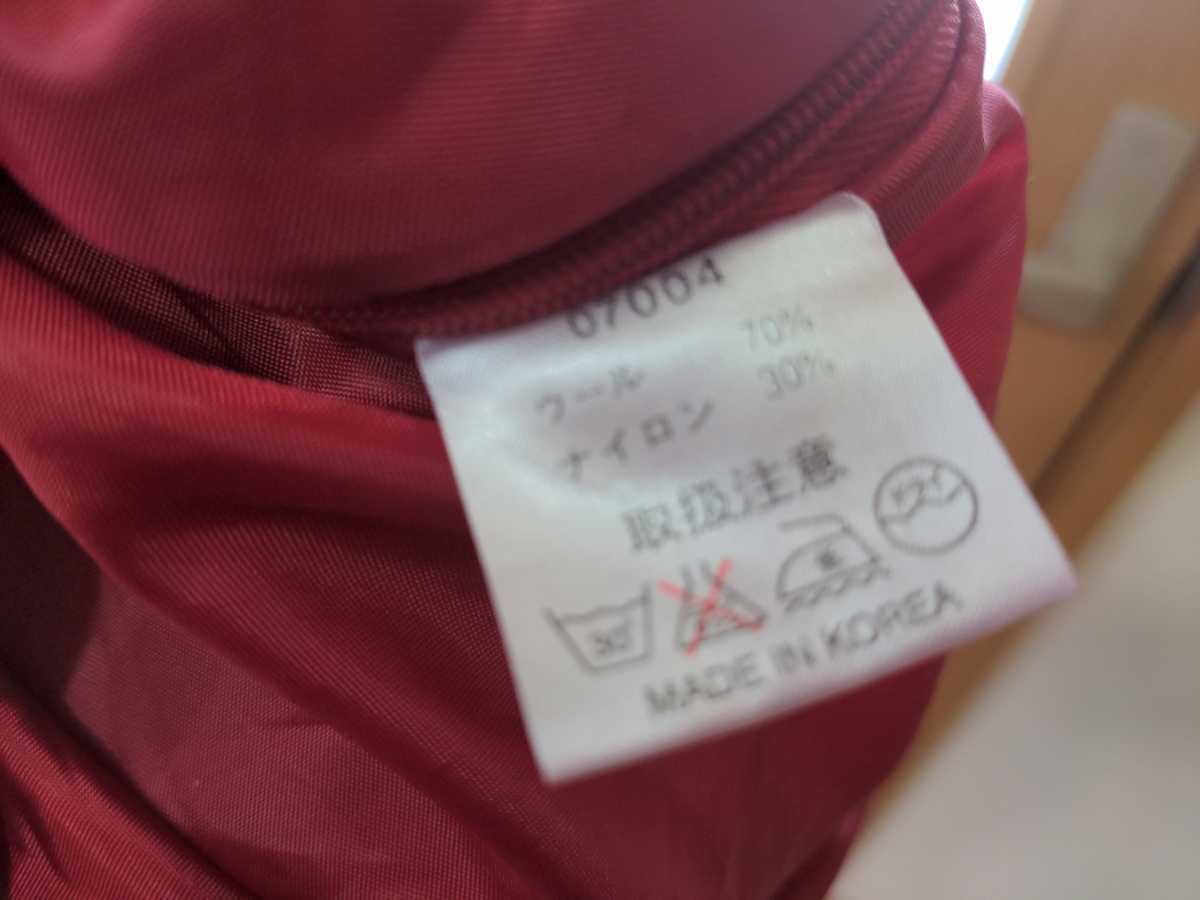 07004
ウール 70%
ナイロン 30%
取扱注意
30
ドライ
MADE IN KOREA